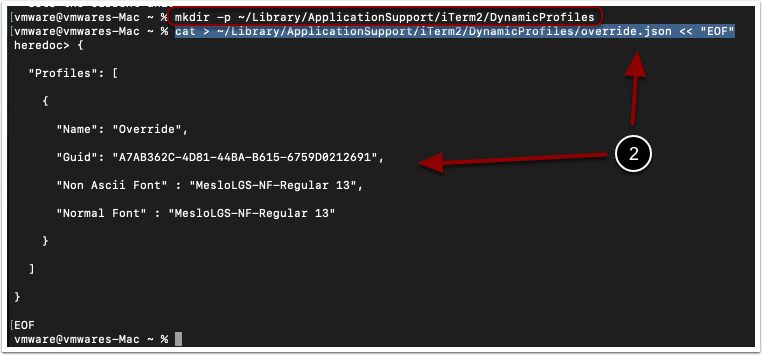 [vmware@vmwares-Mac ~ % mkdir -p ~/Library/ApplicationSupport/iTerm2/DynamicProfiles
[vmware@vmwares-Mac ~ % cat > ~/Library/ApplicationSupport/iTerm2/DynamicProfiles/override.json << "EOF"
heredoc> {
"Profiles": [
{
"Name": "Override",
"Guid": "A7AB362C-4D81-44BA-B615-6759D0212691",
"Non Ascii Font" : "MesloLGS-NF-Regular 13",
"Normal Font" : "MesloLGS-NF-Regular 13"
}
]
}
[EOF
vmware@vmwares-Mac ~ %
2